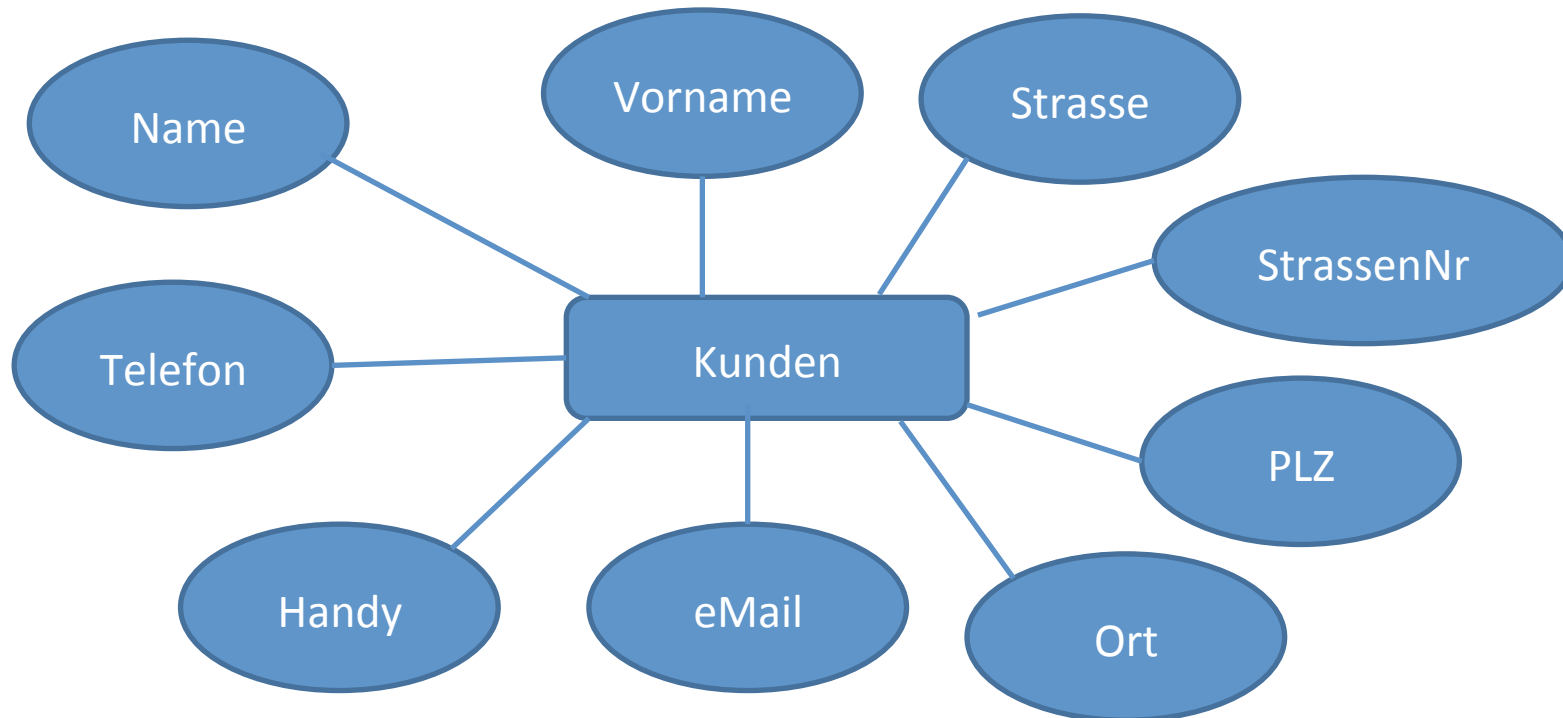 Name
Vorname
Strasse
StrassenNr
Telefon
Kunden
PLZ
Handy
eMail
Ort